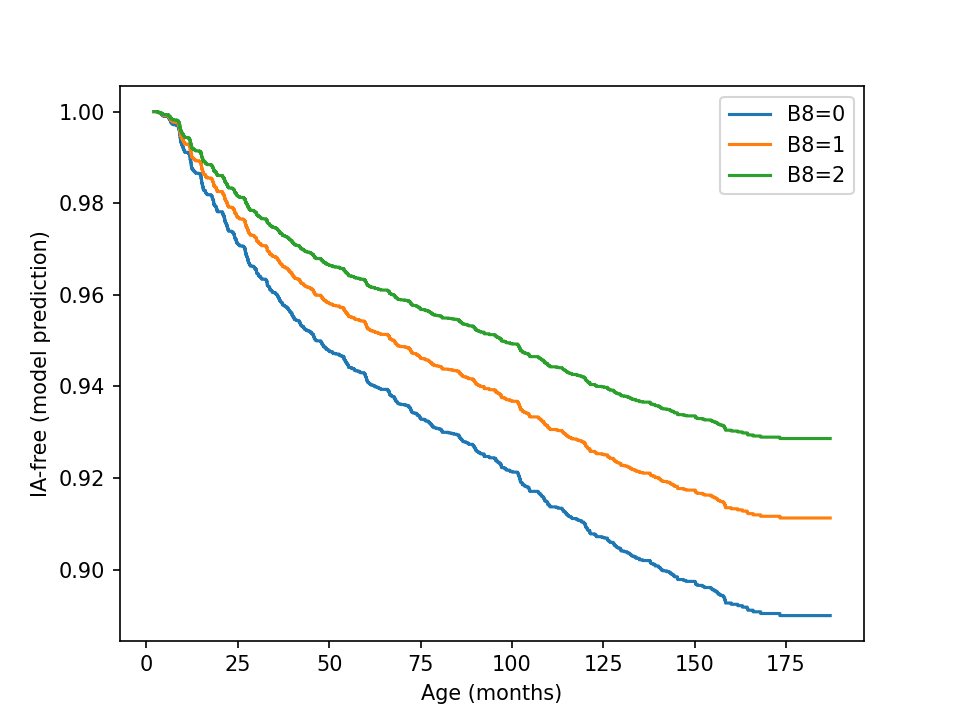 B8=0
B8=1
B8=2
1.00
0.98
0.96
0.94
0.92
0.90
IA-free (model prediction)
0 25 50 75 100 125 150 175
Age (months)